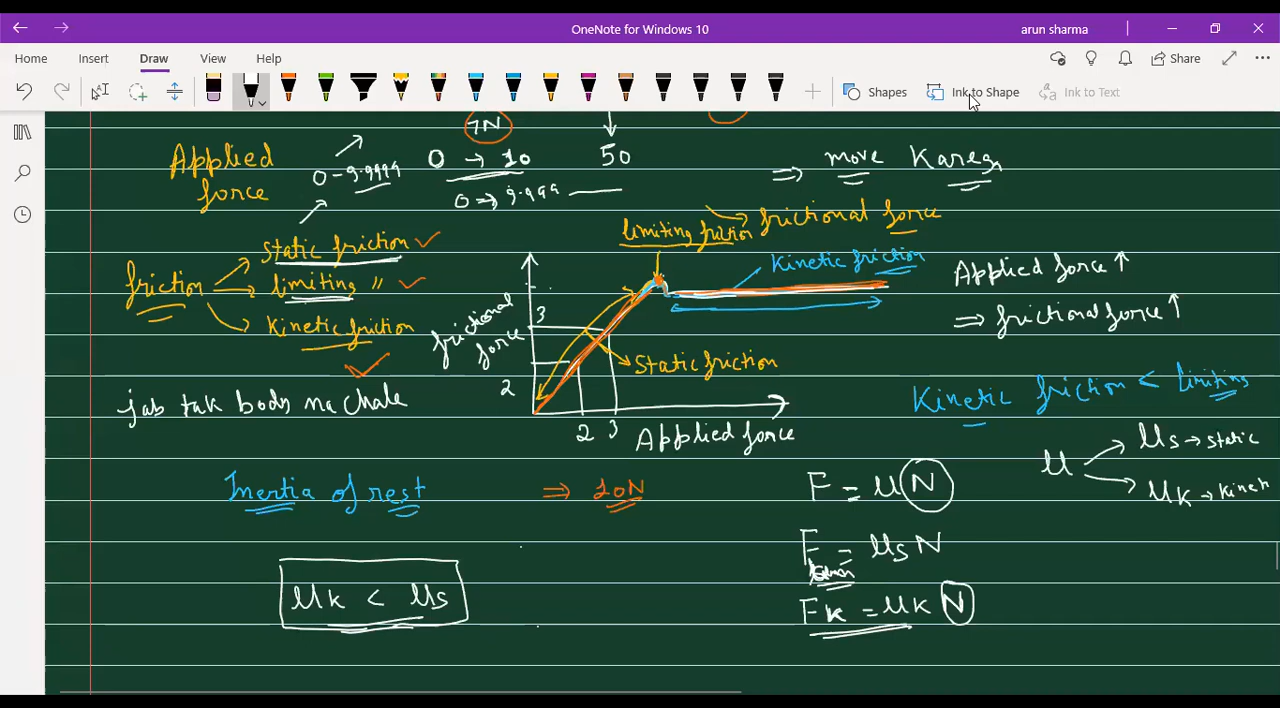 OneNote for Windows 10
arun sharma
Home Insert Draw View Help
Share
Shapes Ink to Shape Ink to Text
7N
Applied force
0 - 9.9999
0 → 10
50
0 → 9.999
⇒ move Karega
frictional force
limiting friction
friction
Static friction ✓
limiting " ✓
Kinetic friction
Kinetic friction
Applied force ↑
⇒ frictional force ↑
frictional force
3
2
Static friction
2 3
Applied force
jab tak body na chale
Kinetic friction < limiting
μ
μs → static
μk → kineti
Inertia of rest
⇒ 10N
F = μN
F = μsN
μk < μs
Fk = μk N